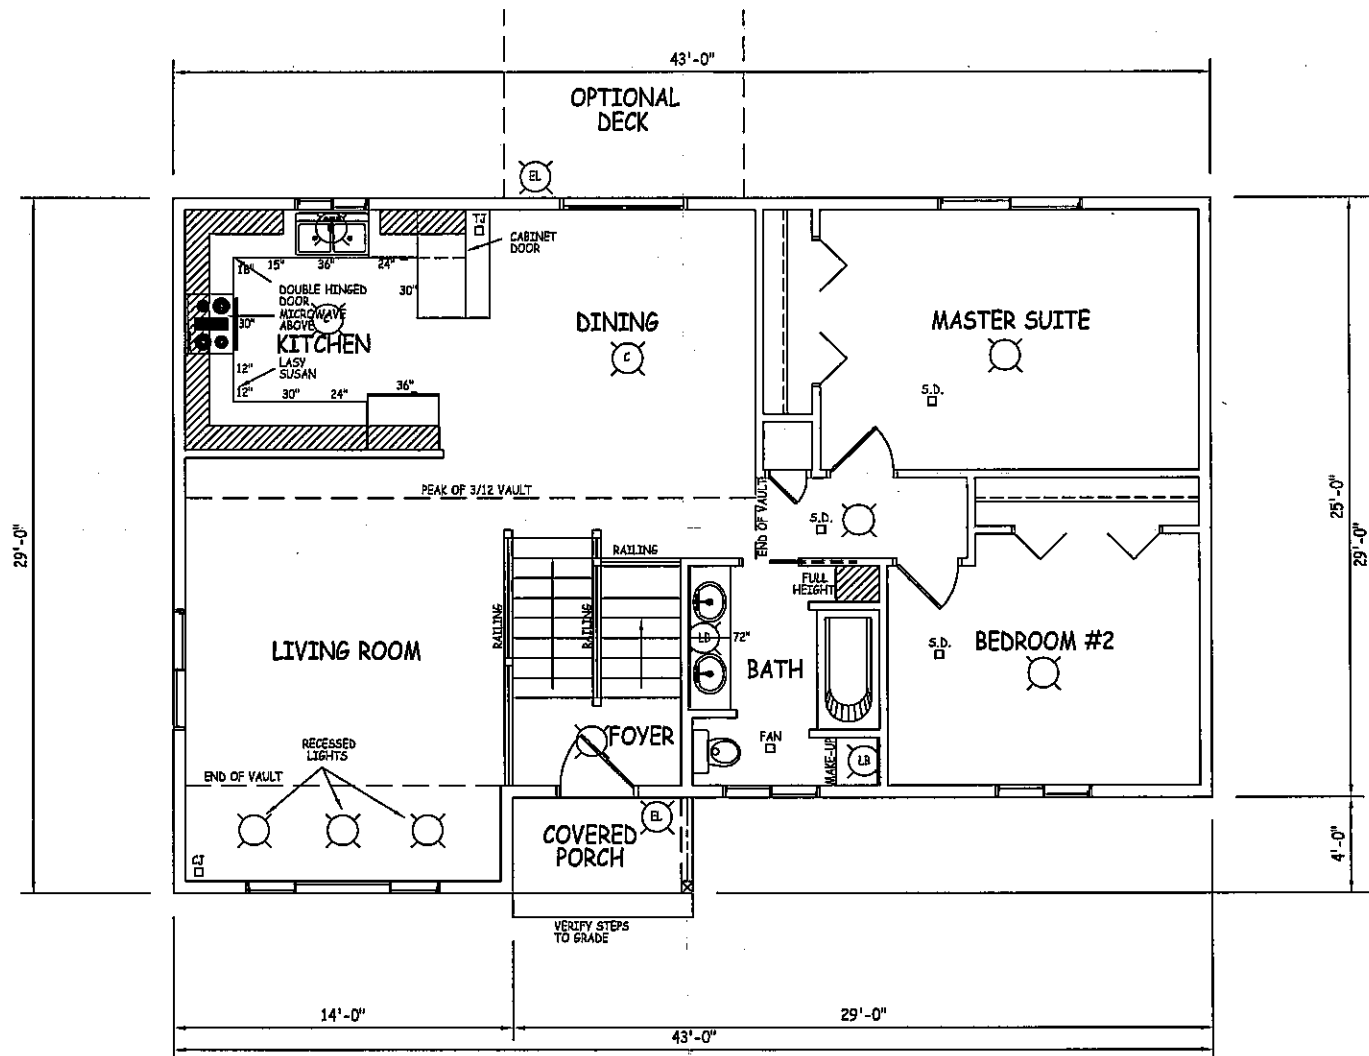 43'-0"
OPTIONAL
DECK
EL
TJ
CABINET
DOOR
18"
15"
36"
24"
30"
DOUBLE HINGED
DOOR
MICROWAVE
ABOVE
30"
C
KITCHEN
DINING
C
MASTER SUITE
LASY
SUSAN
12"
12"
30"
24"
36"
S.D.
PEAK OF 3/12 VAULT
END OF VAULT
S.D.
29'-0"
25'-0"
29'-0"
RAILING
RAILING
RAILING
FULL
HEIGHT
LB
72"
BATH
S.D.
BEDROOM #2
LIVING ROOM
FOYER
FAN
MAKE-UP
LB
RECESSED
LIGHTS
END OF VAULT
EL
COVERED
PORCH
CJ
4'-0"
VERIFY STEPS
TO GRADE
14'-0"
29'-0"
43'-0"